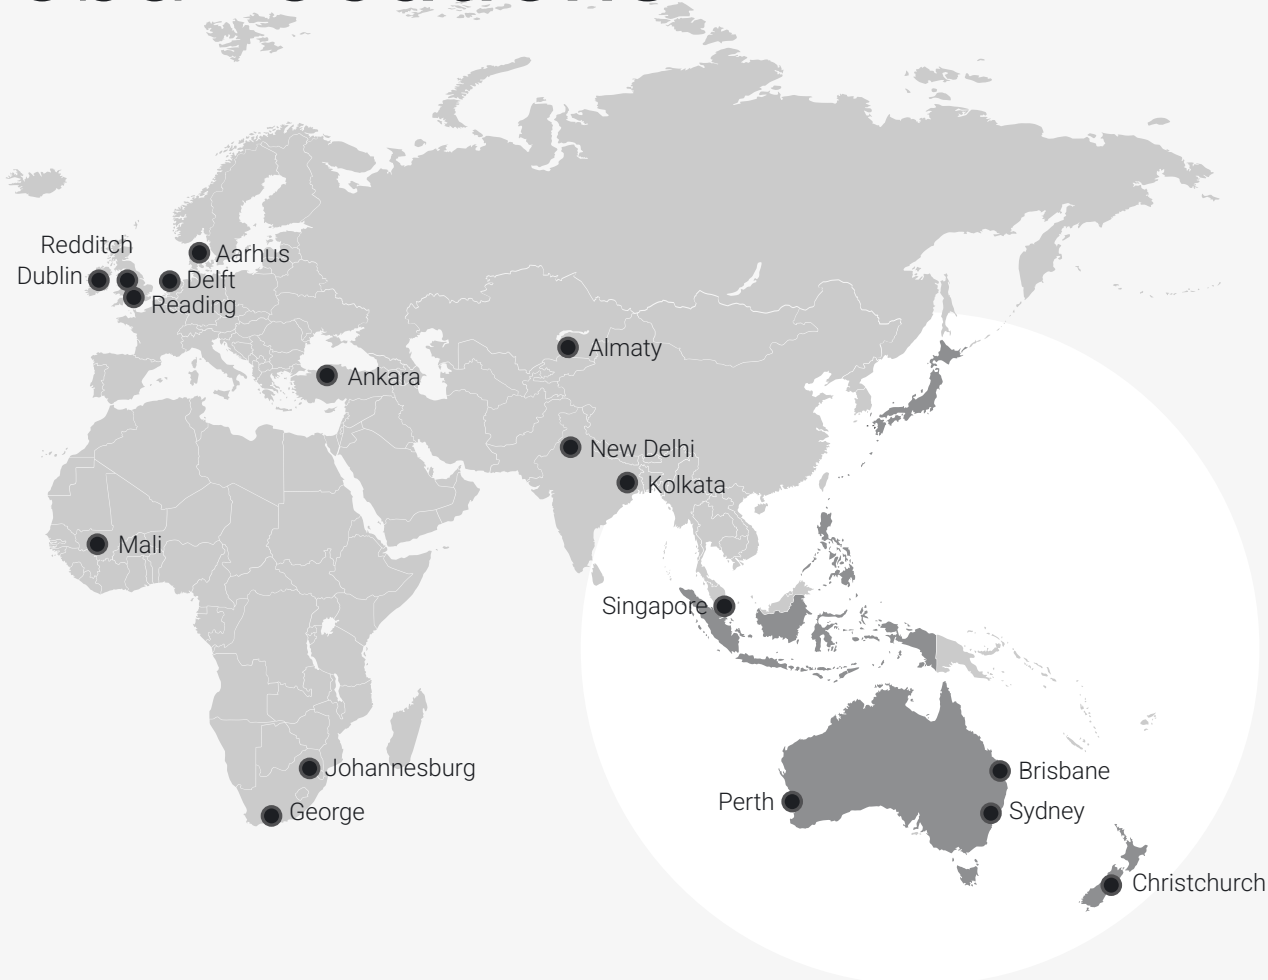 Redditch
Aarhus
Dublin
Delft
Reading
Almaty
Ankara
New Delhi
Kolkata
Mali
Singapore
Johannesburg
Brisbane
Perth
George
Sydney
Christchurch